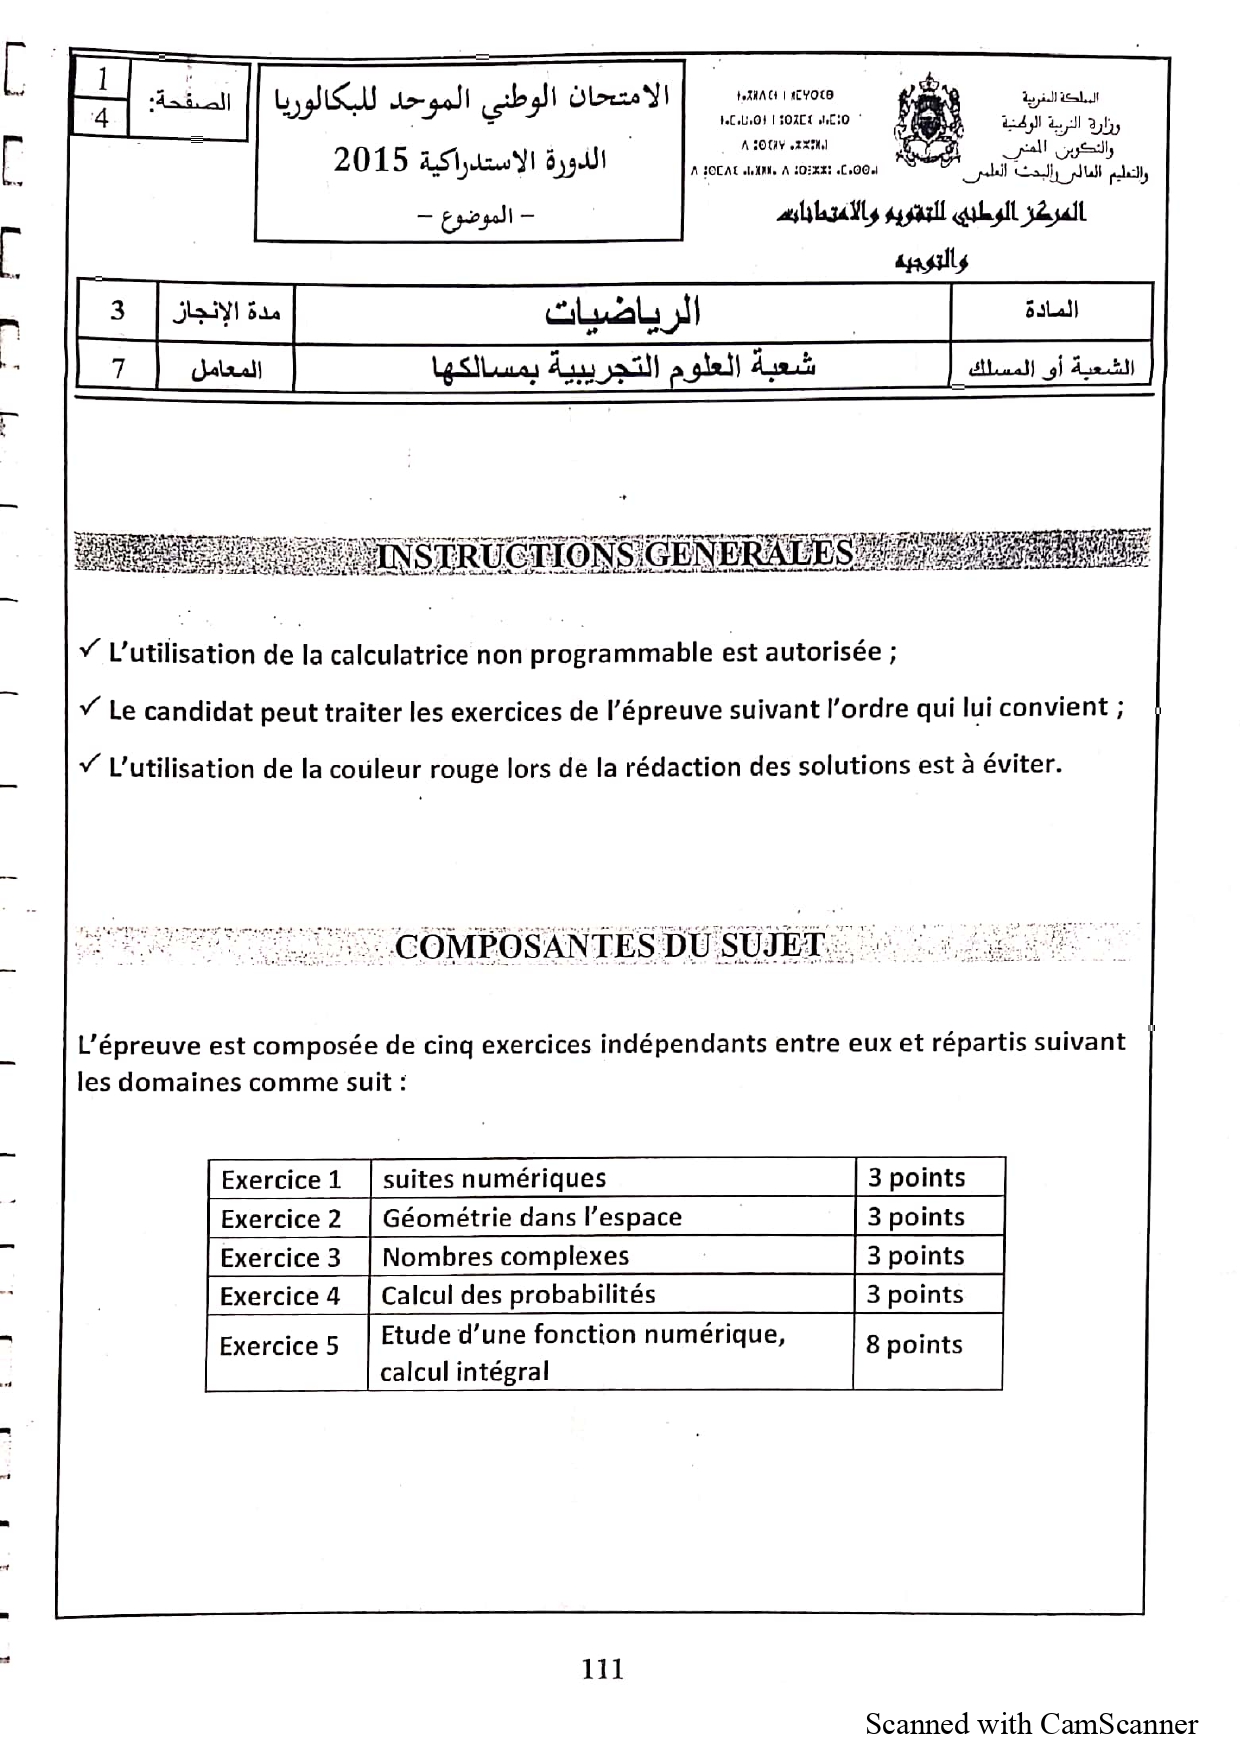 1
4
الصفحة:
الامتحان الوطني الموحد للبكالوريا
الدورة الاستدراكية 2015
- الموضوع -
المملكة المغربية
وزارة التربية الوطنية
والتكوين المهني
والتعليم العالي والبحث العلمي
المركز الوطني للتقويم والامتحانات
والتوجيه
المادة
الرياضيات
مدة الإنجاز
3
الشعبة أو المسلك
شعبة العلوم التجريبية بمسالكها
المعامل
7
INSTRUCTIONS GENERALES
✓ L'utilisation de la calculatrice non programmable est autorisée ;
✓ Le candidat peut traiter les exercices de l'épreuve suivant l'ordre qui lui convient ;
✓ L'utilisation de la couleur rouge lors de la rédaction des solutions est à éviter.
COMPOSANTES DU SUJET
L'épreuve est composée de cinq exercices indépendants entre eux et répartis suivant
les domaines comme suit :
Exercice 1 suites numériques 3 points
Exercice 2 Géométrie dans l'espace 3 points
Exercice 3 Nombres complexes 3 points
Exercice 4 Calcul des probabilités 3 points
Exercice 5 Etude d'une fonction numérique, 8 points
calcul intégral
111
Scanned with CamScanner